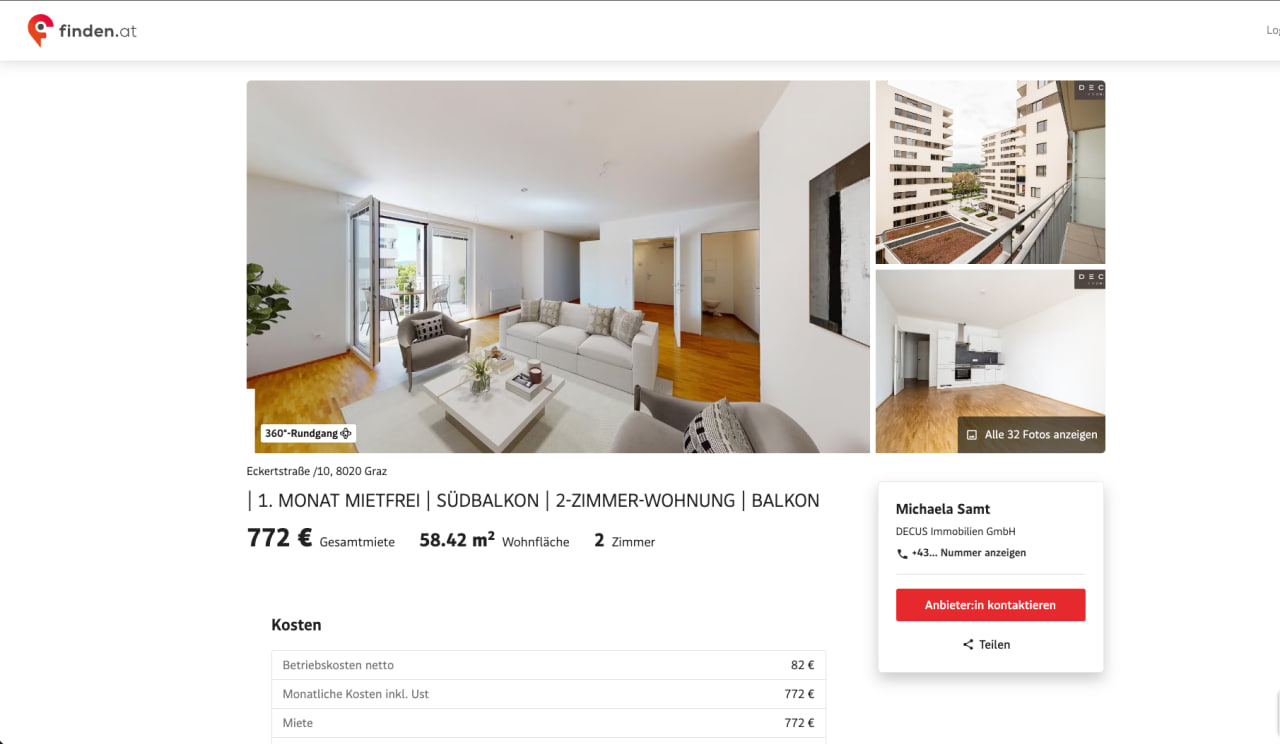 finden.at
Log
DEC
DEC
360°-Rundgang
Alle 32 Fotos anzeigen
Eckertstraße /10, 8020 Graz
| 1. MONAT MIETFREI | SÜDBALKON | 2-ZIMMER-WOHNUNG | BALKON
772 € Gesamtmiete 58.42 m² Wohnfläche 2 Zimmer
Michaela Samt
DECUS Immobilien GmbH
+43... Nummer anzeigen
Anbieter:in kontaktieren
Teilen
Kosten
Betriebskosten netto 82 €
Monatliche Kosten inkl. Ust 772 €
Miete 772 €